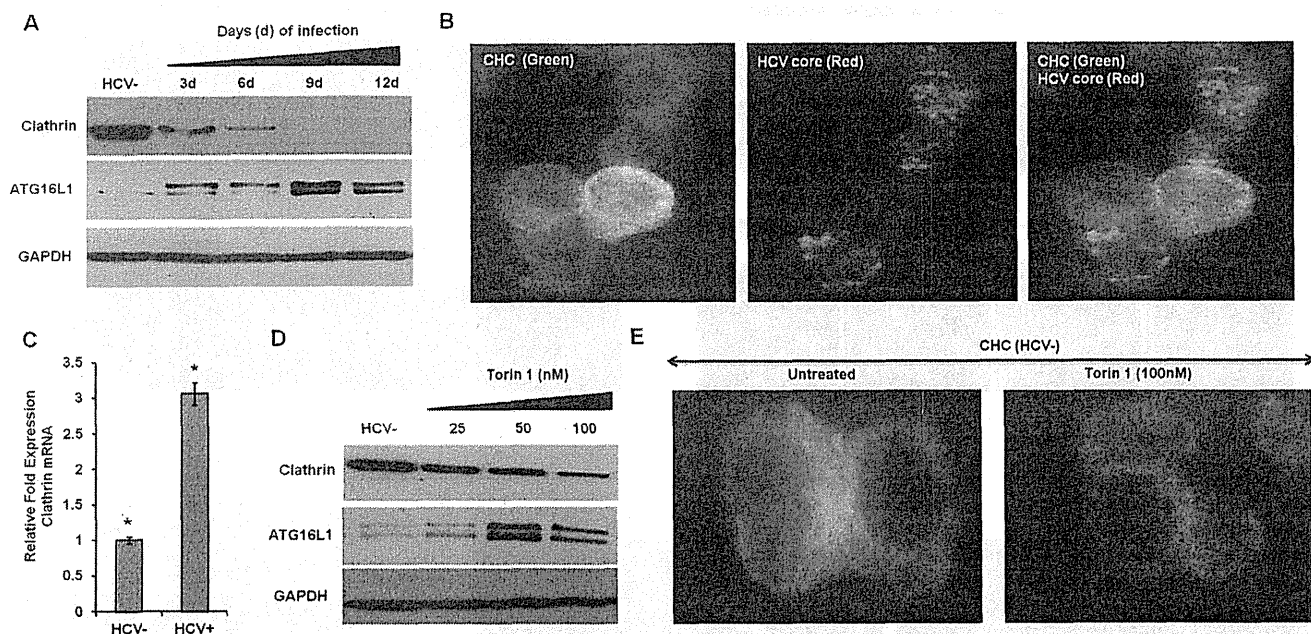 A
Days (d) of infection
HCV- 3d 6d 9d 12d
Clathrin
ATG16L1
GAPDH
B
CHC (Green)
HCV core (Red)
CHC (Green)
HCV core (Red)
C
Relative Fold Expression
Clathrin mRNA
3.5
3
2.5
2
1.5
1
0.5
0
*
*
HCV- HCV+
D
Torin 1 (nM)
HCV- 25 50 100
Clathrin
ATG16L1
GAPDH
E
CHC (HCV-)
Untreated
Torin 1 (100nM)